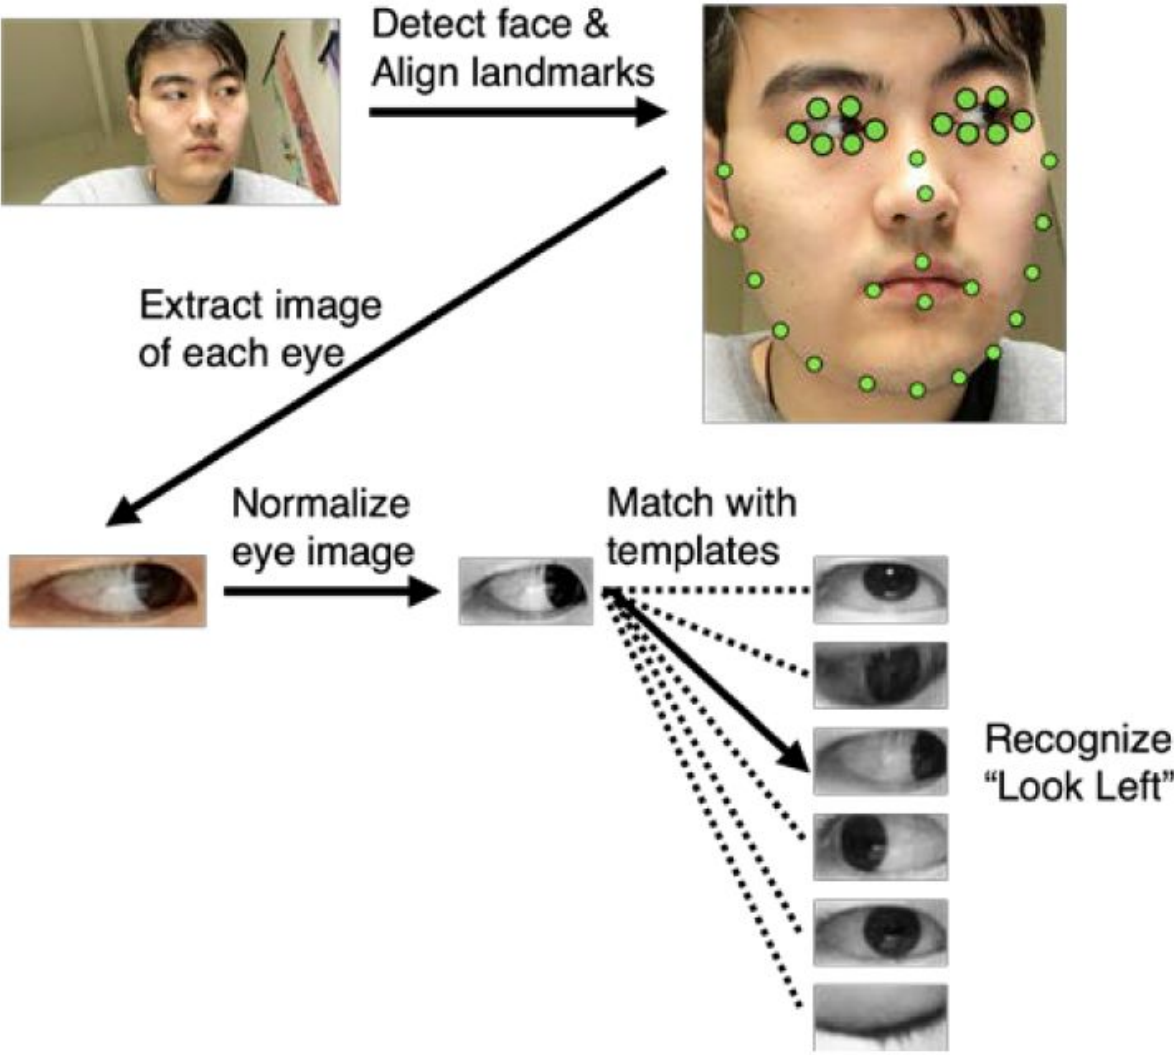 Detect face &
Align landmarks
Extract image
of each eye
Normalize
eye image
Match with
templates
Recognize
“Look Left”